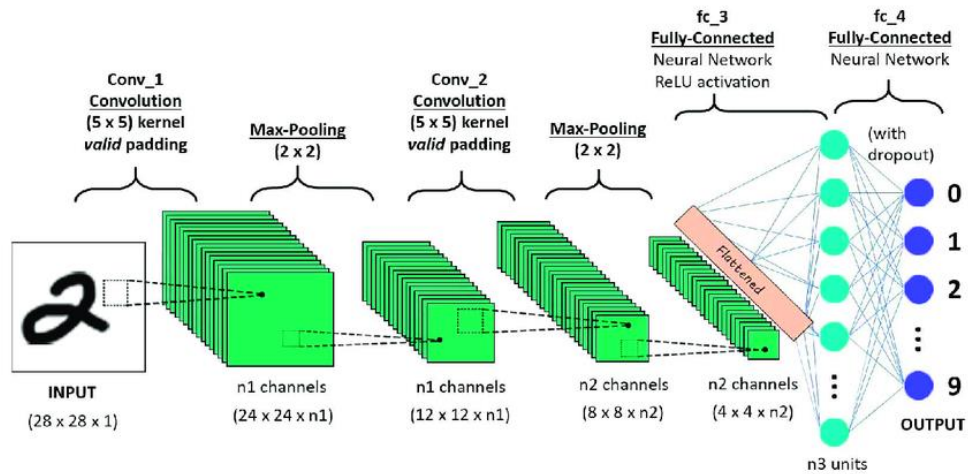 fc_3
Fully-Connected
Neural Network
ReLU activation
fc_4
Fully-Connected
Neural Network
Conv_1
Convolution
(5 x 5) kernel
valid padding
Max-Pooling
(2 x 2)
Conv_2
Convolution
(5 x 5) kernel
valid padding
Max-Pooling
(2 x 2)
(with
dropout)
Flattened
0
1
2
9
INPUT
(28 x 28 x 1)
n1 channels
(24 x 24 x n1)
n1 channels
(12 x 12 x n1)
n2 channels
(8 x 8 x n2)
n2 channels
(4 x 4 x n2)
OUTPUT
n3 units
2